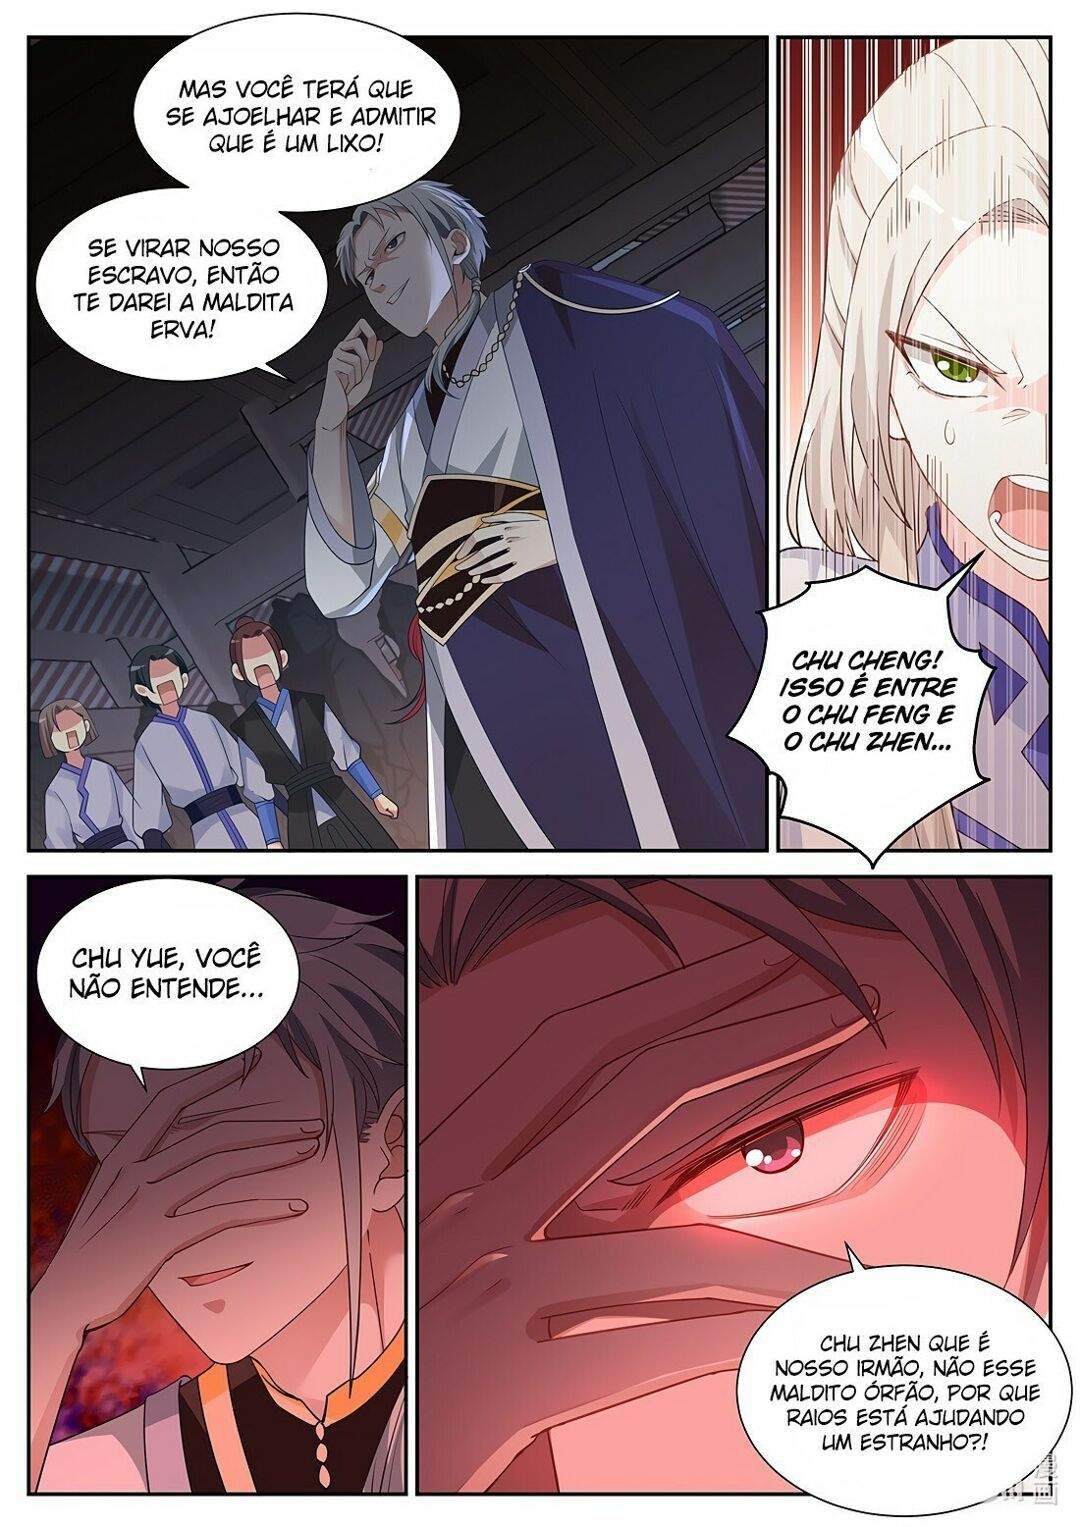 MAS VOCÊ TERÁ QUE
SE AJOELHAR E ADMITIR
QUE É UM LIXO!
SE VIRAR NOSSO
ESCRAVO, ENTÃO
TE DAREI A MALDITA
ERVA!
CHU CHENG!
ISSO É ENTRE
O CHU FENG E
O CHU ZHEN...
CHU YUE, VOCÊ
NÃO ENTENDE...
CHU ZHEN QUE É
NOSSO IRMÃO, NÃO ESSE
MALDITO ÓRFÃO, POR QUE
RAIOS ESTÁ AJUDANDO
UM ESTRANHO?!
漫画